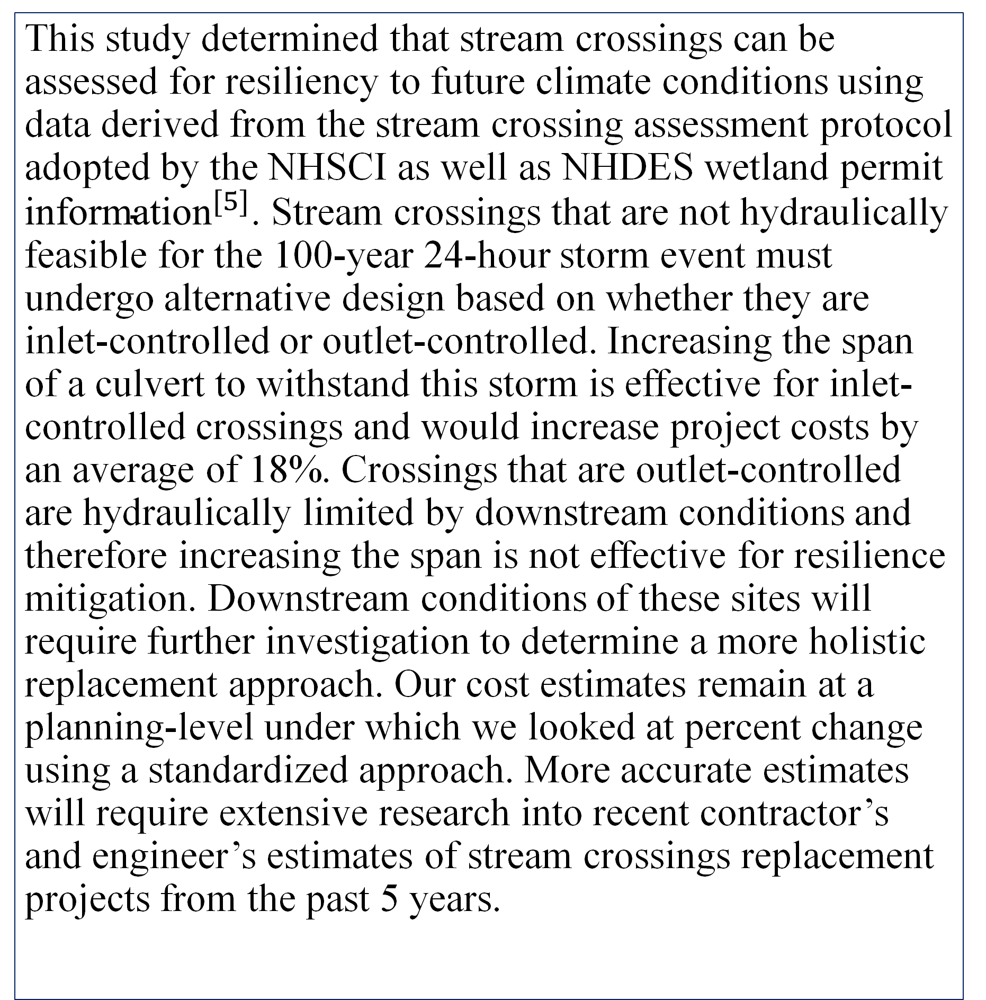 This study determined that stream crossings can be
assessed for resiliency to future climate conditions using
data derived from the stream crossing assessment protocol
adopted by the NHSCI as well as NHDES wetland permit
information[5]. Stream crossings that are not hydraulically
feasible for the 100-year 24-hour storm event must
undergo alternative design based on whether they are
inlet-controlled or outlet-controlled. Increasing the span
of a culvert to withstand this storm is effective for inlet-
controlled crossings and would increase project costs by
an average of 18%. Crossings that are outlet-controlled
are hydraulically limited by downstream conditions and
therefore increasing the span is not effective for resilience
mitigation. Downstream conditions of these sites will
require further investigation to determine a more holistic
replacement approach. Our cost estimates remain at a
planning-level under which we looked at percent change
using a standardized approach. More accurate estimates
will require extensive research into recent contractor’s
and engineer’s estimates of stream crossings replacement
projects from the past 5 years.